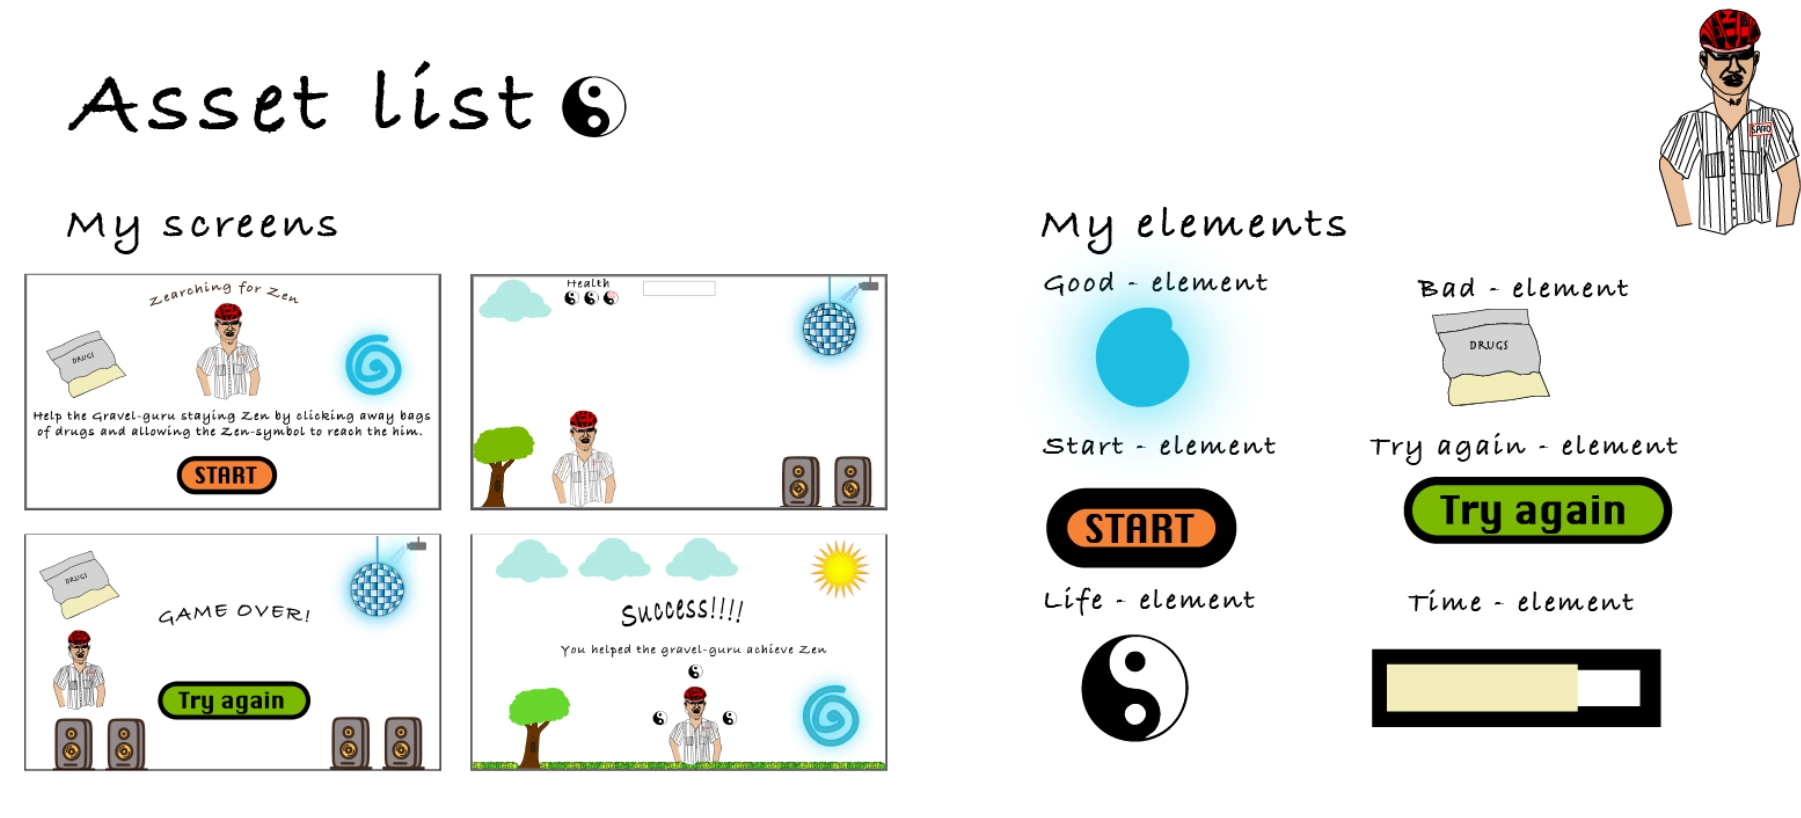 Asset list
My screens
Zearching for Zen
DRUGS
Help the Gravel-guru staying Zen by clicking away bags
of drugs and allowing the Zen-symbol to reach the him.
START
Health
DRUGS
GAME OVER!
Try again
Success!!!!
You helped the gravel-guru achieve Zen
SPEED
My elements
Good - element
Bad - element
DRUGS
Start - element
Try again - element
START
Try again
Life - element
Time - element